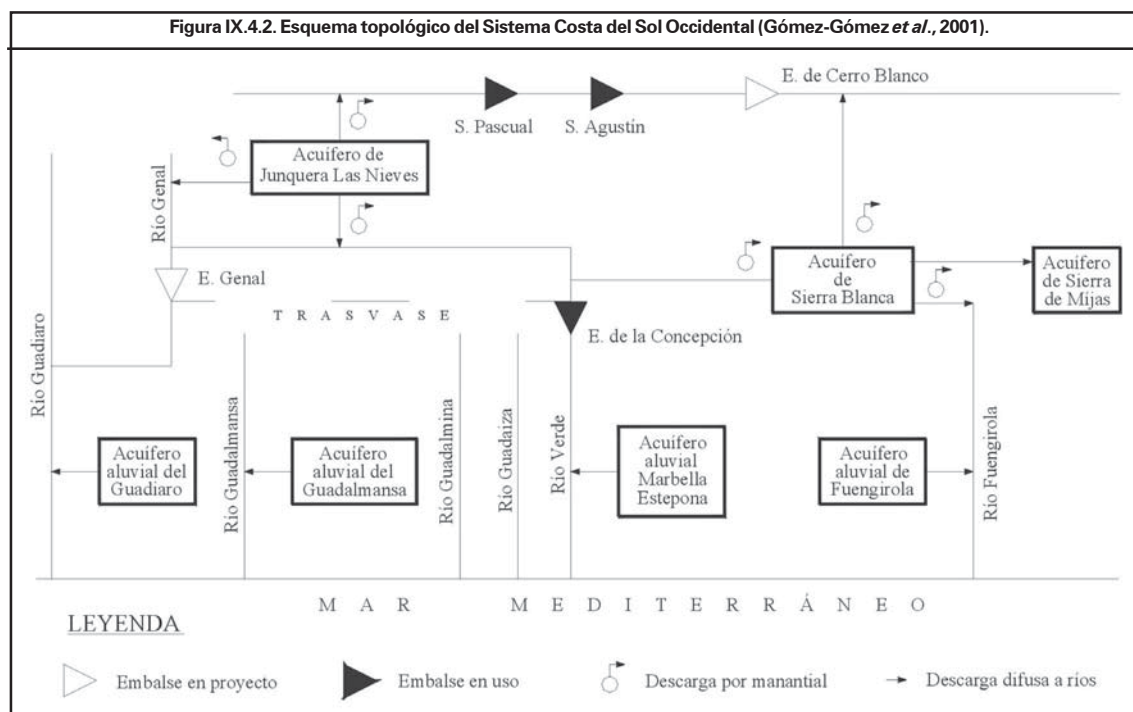 Figura IX.4.2. Esquema topológico del Sistema Costa del Sol Occidental (Gómez-Gómez et al., 2001).
E. de Cerro Blanco
S. Pascual
S. Agustín
Acuífero de
Junquera Las Nieves
Río Genal
E. Genal
Río Guadiaro
T R A S V A S E
E. de la Concepción
Acuífero
de
Sierra Blanca
Acuífero
de Sierra
de Mijas
Acuífero
aluvial del
Guadiaro
Río Guadalmansa
Acuífero
aluvial del
Guadalmansa
Río Guadalmina
Río Guadaiza
Río Verde
Acuífero
aluvial
Marbella
Estepona
Acuífero
aluvial de
Fuengirola
Río Fuengirola
M A R M E D I T E R R Á N E O
LEYENDA
Embalse en proyecto
Embalse en uso
Descarga por manantial
Descarga difusa a ríos